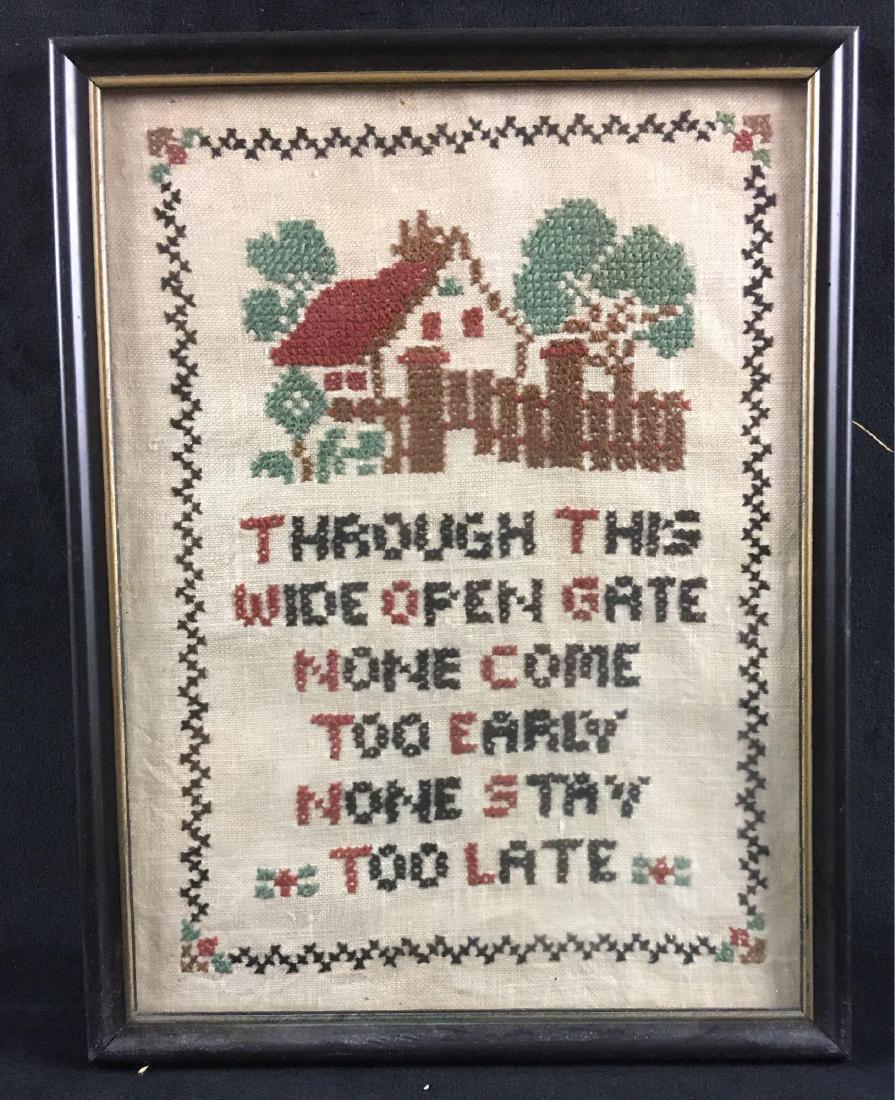 THROUGH THIS
WIDE OPEN GATE
NONE COME
TOO EARLY
NONE STAY
TOO LATE